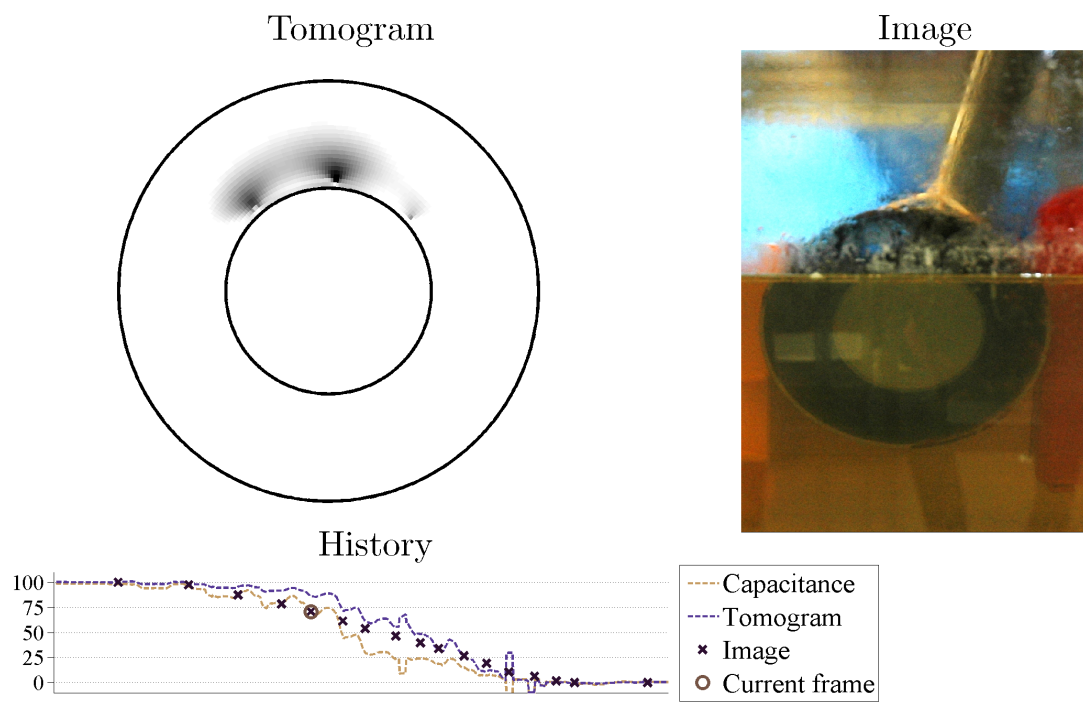 Tomogram
Image
History
100
75
50
25
0
Capacitance
Tomogram
Image
Current frame